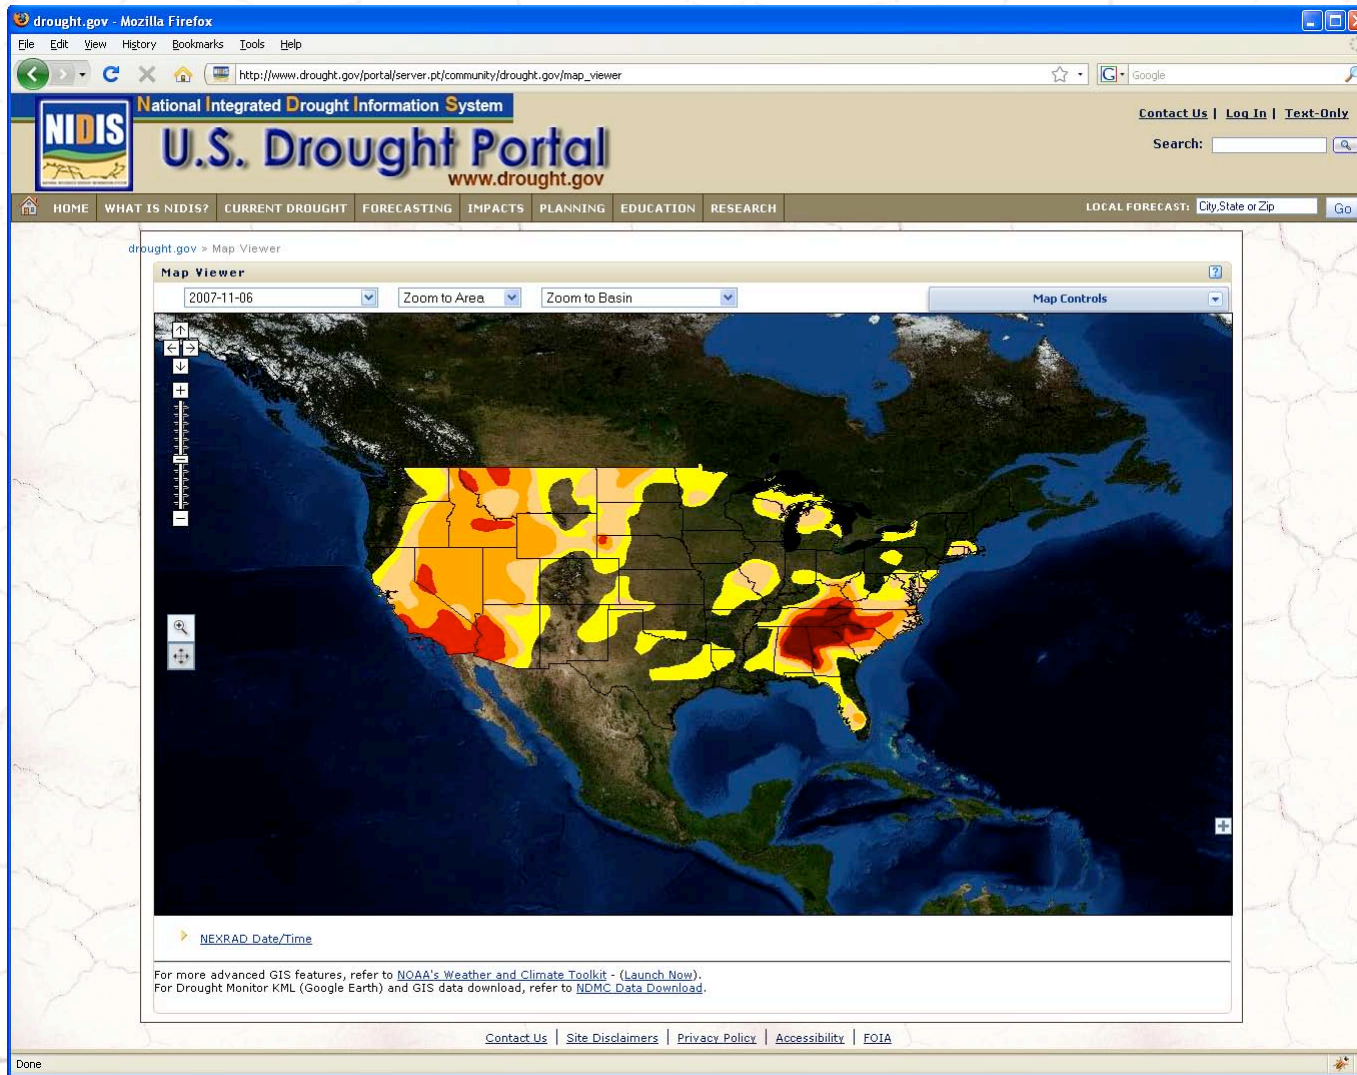 drought.gov - Mozilla Firefox
File Edit View History Bookmarks Tools Help
http://www.drought.gov/portal/server.pt/community/drought.gov/map_viewer
G Google
National Integrated Drought Information System
NIDIS
U.S. Drought Portal
www.drought.gov
Contact Us | Log In | Text-Only
Search:
HOME WHAT IS NIDIS? CURRENT DROUGHT FORECASTING IMPACTS PLANNING EDUCATION RESEARCH LOCAL FORECAST: City,State or Zip Go
drought.gov » Map Viewer
Map Viewer ?
2007-11-06 Zoom to Area Zoom to Basin Map Controls
NEXRAD Date/Time
For more advanced GIS features, refer to NOAA's Weather and Climate Toolkit - (Launch Now).
For Drought Monitor KML (Google Earth) and GIS data download, refer to NDMC Data Download.
Contact Us | Site Disclaimers | Privacy Policy | Accessibility | FOIA
Done